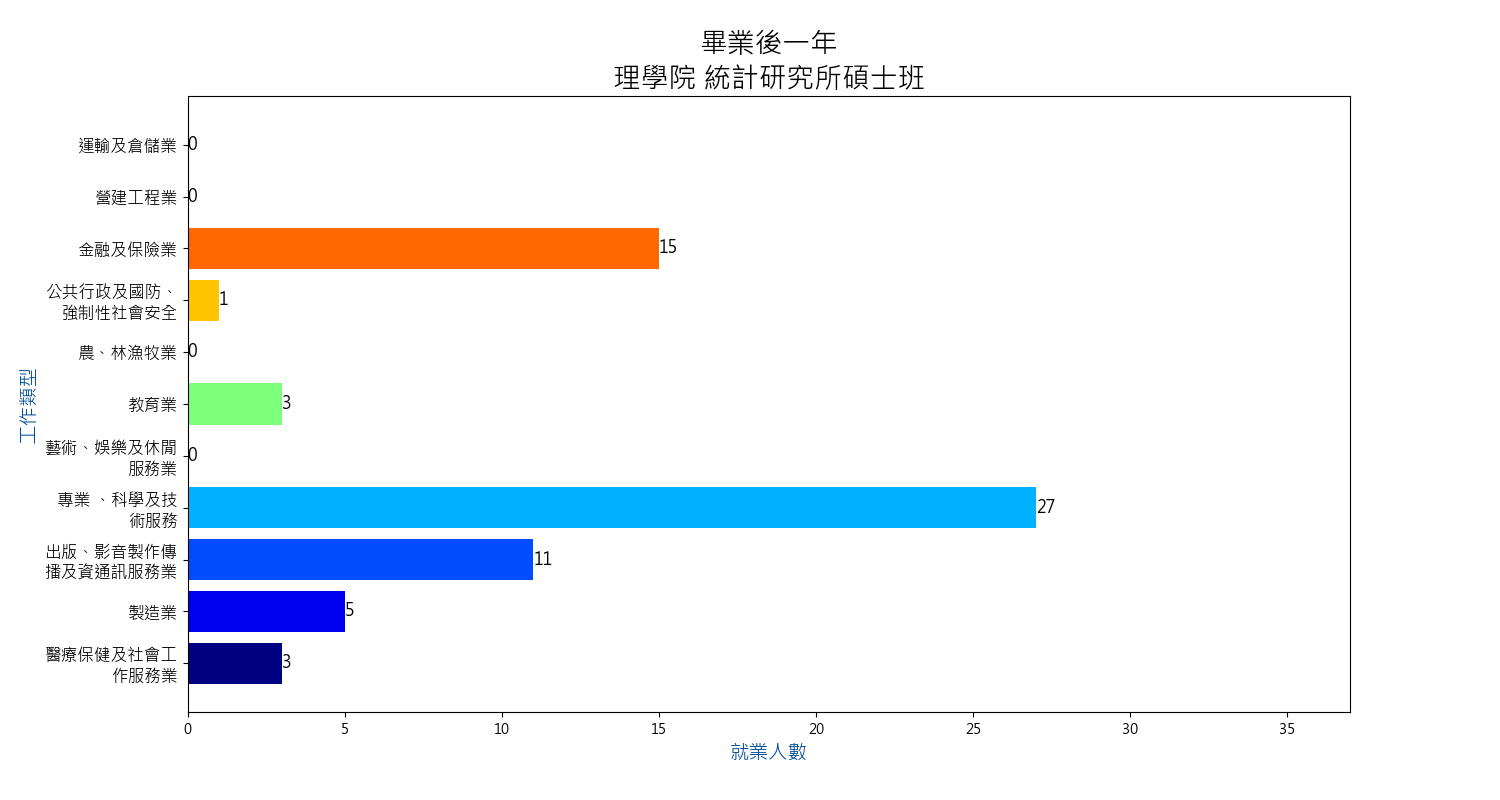 畢業後一年
理學院 統計研究所碩士班
運輸及倉儲業
0
營建工程業
0
金融及保險業
15
公共行政及國防、
強制性社會安全
1
農、林漁牧業
0
教育業
3
藝術、娛樂及休閒
服務業
0
專業 、科學及技
術服務
27
出版、影音製作傳
播及資通訊服務業
11
製造業
5
醫療保健及社會工
作服務業
3
工作類型
0 5 10 15 20 25 30 35
就業人數